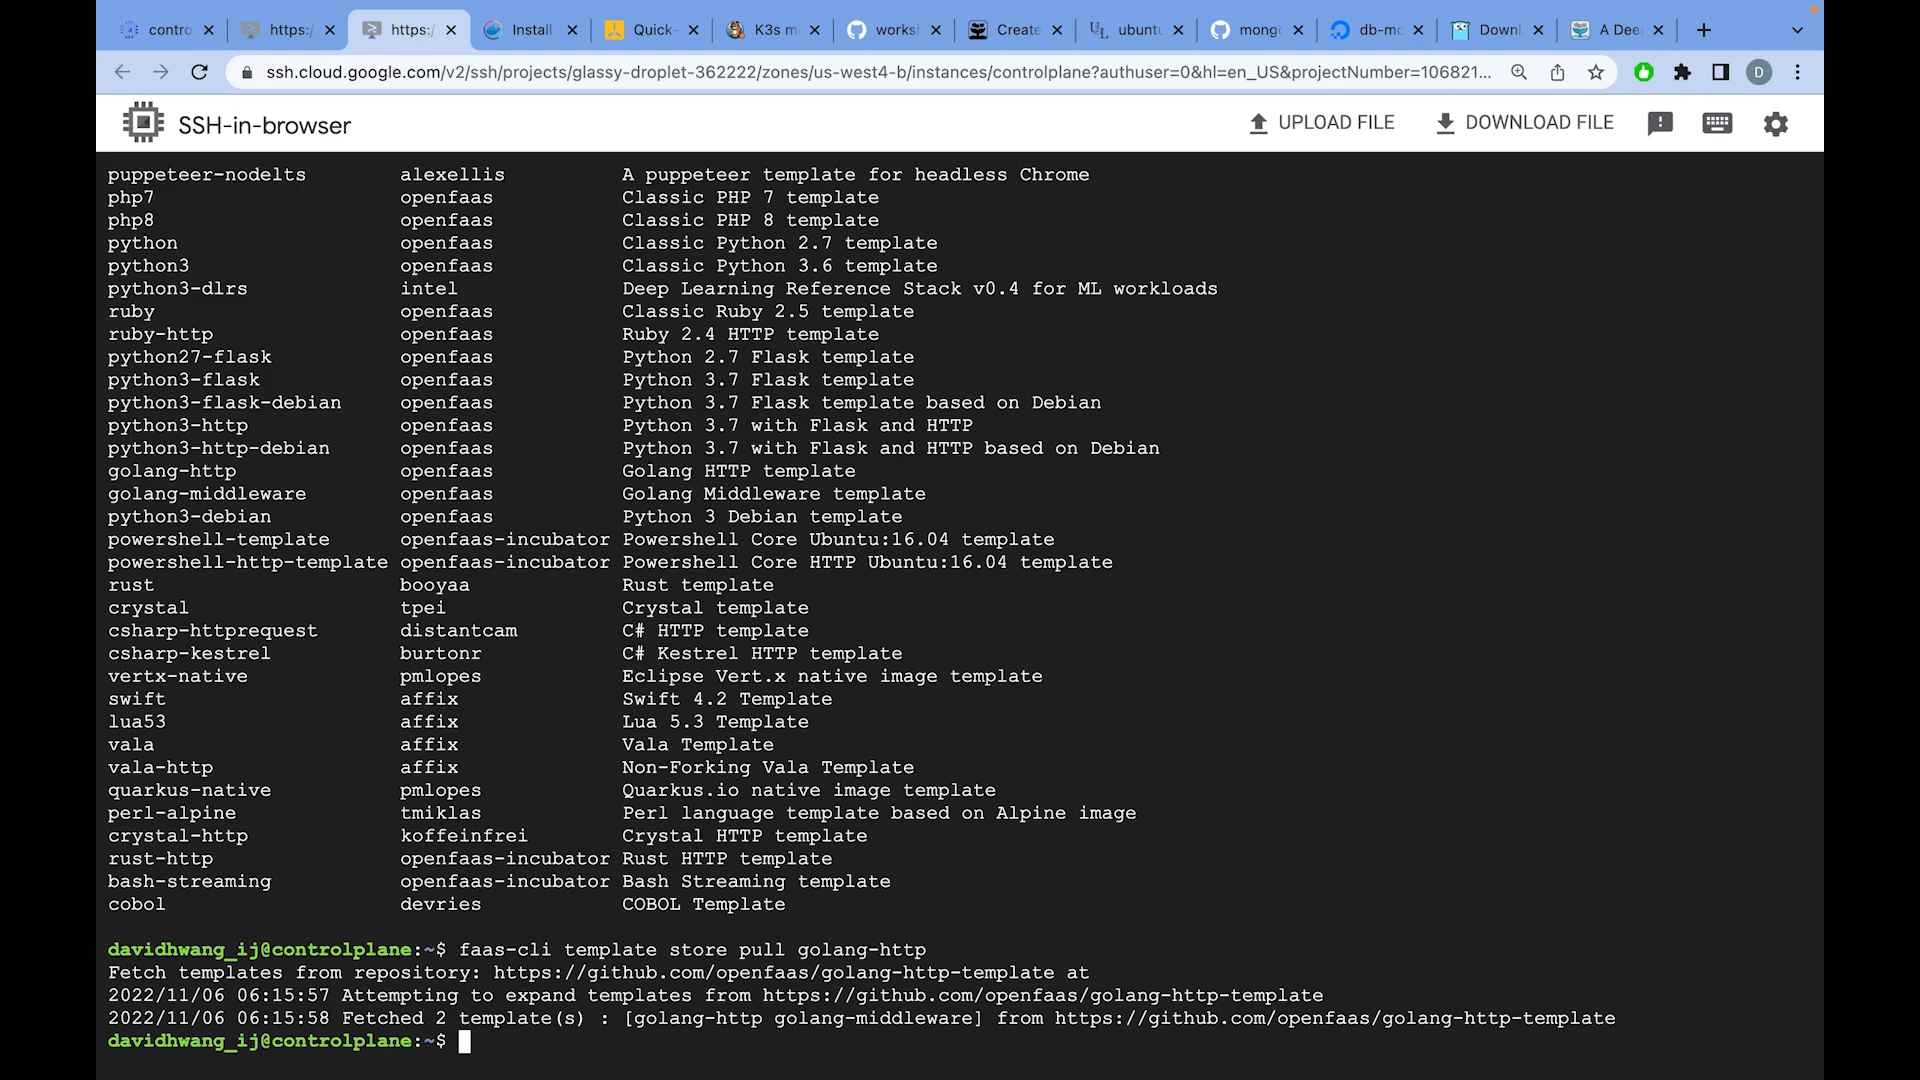 contro
https:/
https:/
Install
Quick-
K3s m
works
Create
ubunt
mong
db-mo
Downl
A Deep
ssh.cloud.google.com/v2/ssh/projects/glassy-droplet-362222/zones/us-west4-b/instances/controlplane?authuser=0&hl=en_US&projectNumber=106821...
D
SSH-in-browser
UPLOAD FILE
DOWNLOAD FILE
puppeteer-nodelts alexellis A puppeteer template for headless Chrome
php7 openfaas Classic PHP 7 template
php8 openfaas Classic PHP 8 template
python openfaas Classic Python 2.7 template
python3 openfaas Classic Python 3.6 template
python3-dlrs intel Deep Learning Reference Stack v0.4 for ML workloads
ruby openfaas Classic Ruby 2.5 template
ruby-http openfaas Ruby 2.4 HTTP template
python27-flask openfaas Python 2.7 Flask template
python3-flask openfaas Python 3.7 Flask template
python3-flask-debian openfaas Python 3.7 Flask template based on Debian
python3-http openfaas Python 3.7 with Flask and HTTP
python3-http-debian openfaas Python 3.7 with Flask and HTTP based on Debian
golang-http openfaas Golang HTTP template
golang-middleware openfaas Golang Middleware template
python3-debian openfaas Python 3 Debian template
powershell-template openfaas-incubator Powershell Core Ubuntu:16.04 template
powershell-http-template openfaas-incubator Powershell Core HTTP Ubuntu:16.04 template
rust booyaa Rust template
crystal tpei Crystal template
csharp-httprequest distantcam C# HTTP template
csharp-kestrel burtonr C# Kestrel HTTP template
vertx-native pmlopes Eclipse Vert.x native image template
swift affix Swift 4.2 Template
lua53 affix Lua 5.3 Template
vala affix Vala Template
vala-http affix Non-Forking Vala Template
quarkus-native pmlopes Quarkus.io native image template
perl-alpine tmiklas Perl language template based on Alpine image
crystal-http koffeinfrei Crystal HTTP template
rust-http openfaas-incubator Rust HTTP template
bash-streaming openfaas-incubator Bash Streaming template
cobol devries COBOL Template
davidhwang_ij@controlplane:~$ faas-cli template store pull golang-http
Fetch templates from repository: https://github.com/openfaas/golang-http-template at
2022/11/06 06:15:57 Attempting to expand templates from https://github.com/openfaas/golang-http-template
2022/11/06 06:15:58 Fetched 2 template(s) : [golang-http golang-middleware] from https://github.com/openfaas/golang-http-template
davidhwang_ij@controlplane:~$